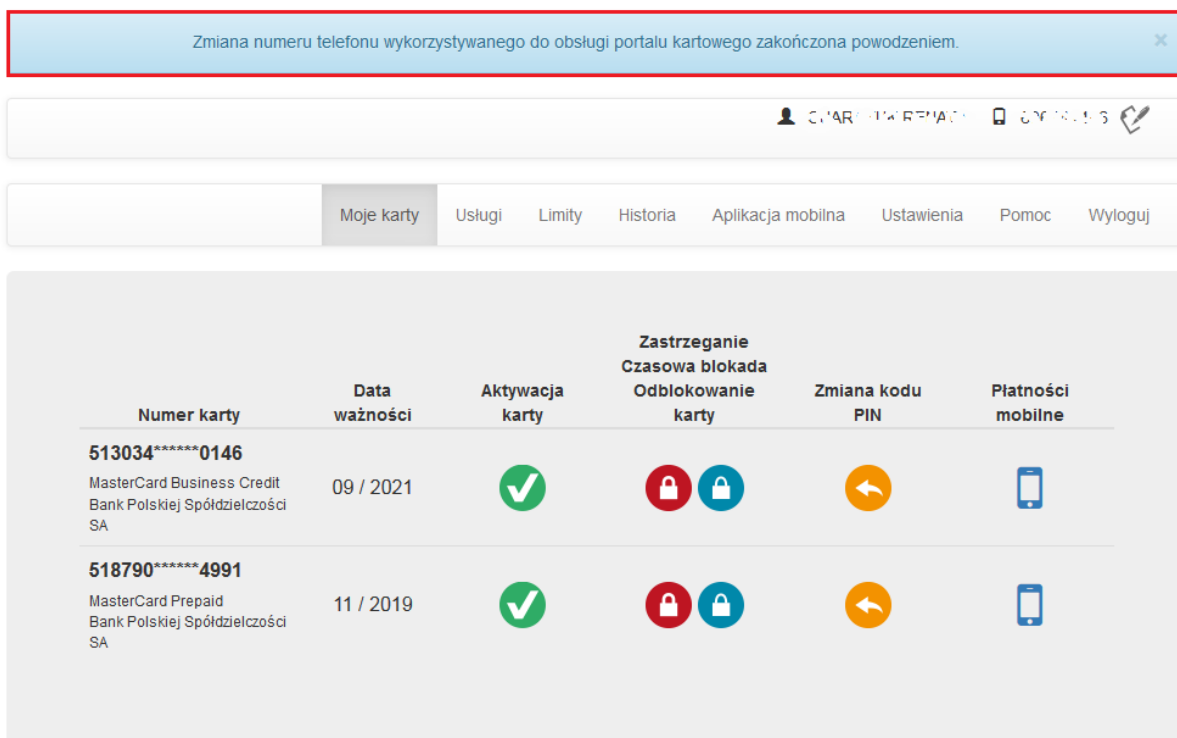 Zmiana numeru telefonu wykorzystywanego do obsługi portalu kartowego zakończona powodzeniem. ×
Moje karty Usługi Limity Historia Aplikacja mobilna Ustawienia Pomoc Wyloguj
Zastrzeganie
Czasowa blokada
Data Aktywacja Odblokowanie Zmiana kodu Płatności
Numer karty ważności karty karty PIN mobilne
513034******0146
MasterCard Business Credit
09 / 2021
Bank Polskiej Spółdzielczości
SA
518790******4991
MasterCard Prepaid
11 / 2019
Bank Polskiej Spółdzielczości
SA